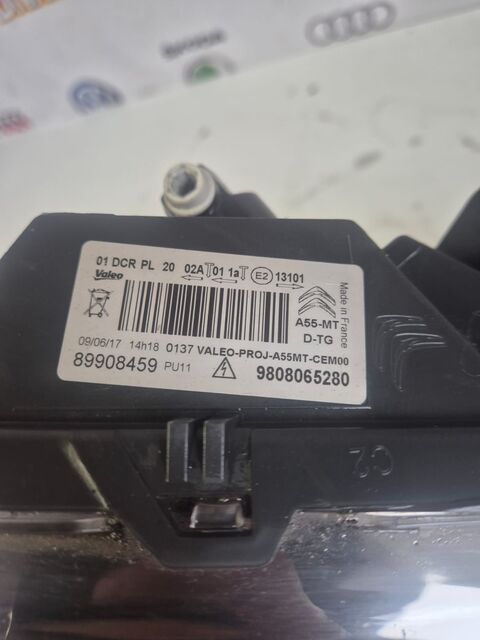 01 DCR PL 20 02A 01 1a E2 13101
Valeo
Made in France
A55-MT
D-TG
09/06/17 14h18 0137 VALEO-PROJ-A55MT-CEM00
89908459 PU11 9808065280
C2